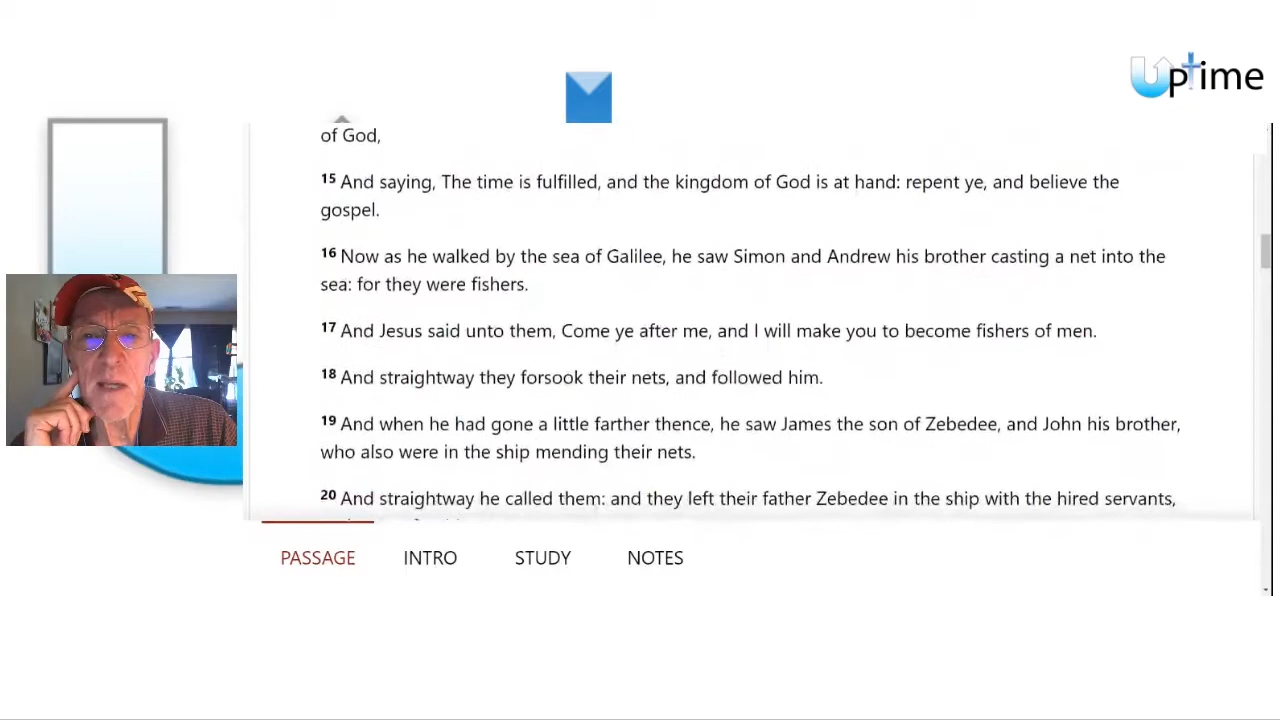 Uptime
of God,
15 And saying, The time is fulfilled, and the kingdom of God is at hand: repent ye, and believe the
gospel.
16 Now as he walked by the sea of Galilee, he saw Simon and Andrew his brother casting a net into the
sea: for they were fishers.
17 And Jesus said unto them, Come ye after me, and I will make you to become fishers of men.
18 And straightway they forsook their nets, and followed him.
19 And when he had gone a little farther thence, he saw James the son of Zebedee, and John his brother,
who also were in the ship mending their nets.
20 And straightway he called them: and they left their father Zebedee in the ship with the hired servants,
PASSAGE INTRO STUDY NOTES